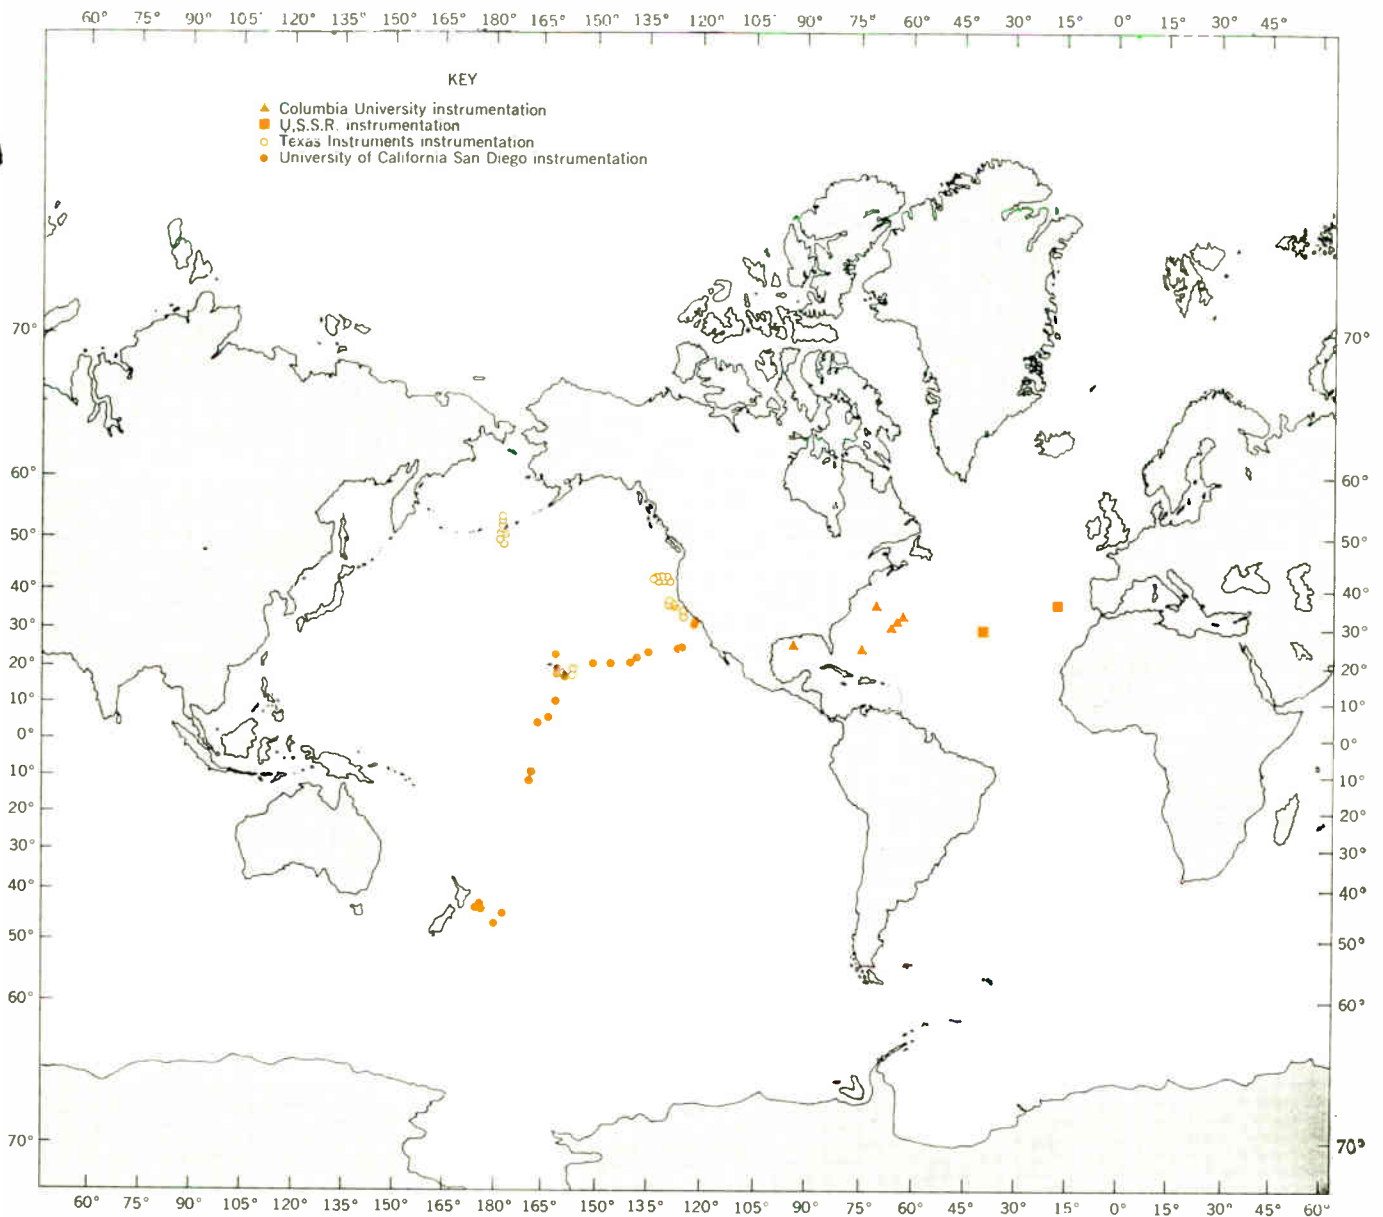 60° 75° 90° 105° 120° 135° 150° 165° 180° 165° 150° 135° 120° 105° 90° 75° 60° 45° 30° 15° 0° 15° 30° 45°
KEY
Columbia University instrumentation
U.S.S.R. instrumentation
Texas Instruments instrumentation
University of California San Diego instrumentation
70° 70°
60° 60°
50° 50°
40° 40°
30° 30°
20° 20°
10° 10°
0° 0°
10° 10°
20° 20°
30° 30°
40° 40°
50° 50°
60° 60°
70° 70°
60° 75° 90° 105° 120° 135° 150° 165° 180° 165° 150° 135° 120° 105° 90° 75° 60° 45° 30° 15° 0° 15° 30° 45° 60°